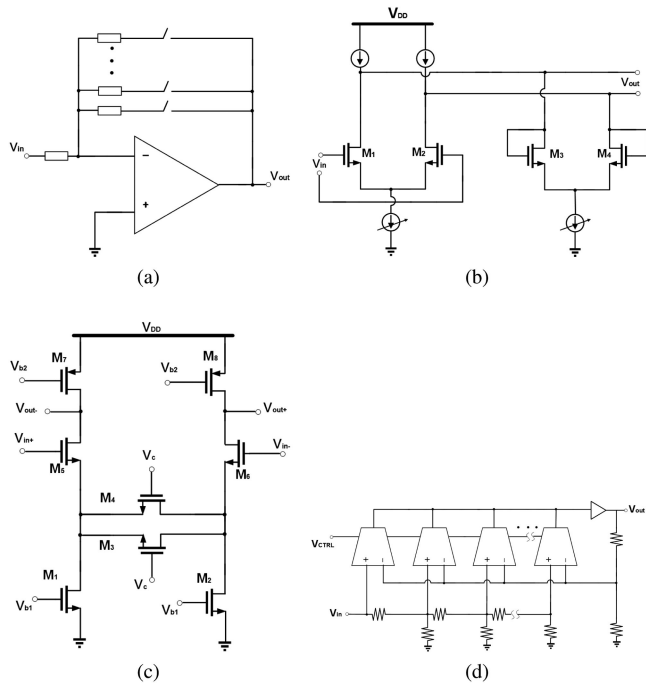 Vin
−
+
Vout
(a)
VDD
Vout
M1
M2
M3
M4
Vin
(b)
VDD
M7
M8
Vb2
Vb2
Vout-
Vout+
Vin+
Vin-
M5
M6
Vc
M4
M3
Vc
M1
M2
Vb1
Vb1
(c)
Vout
VCTRL
+ − + − + − + −
Vin
(d)